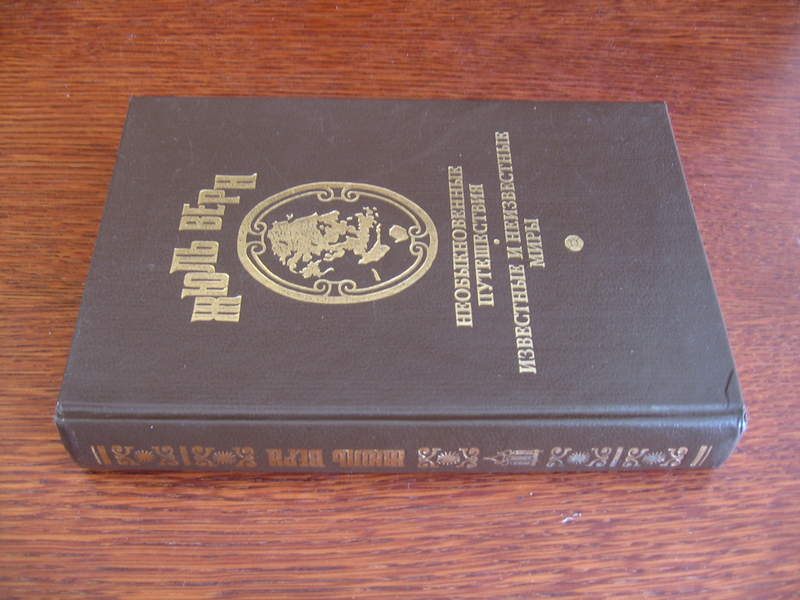 ЖЮЛЬ ВЕРН
НЕОБЫКНОВЕННЫЕ
ПУТЕШЕСТВИЯ
•
ИЗВЕСТНЫЕ И НЕИЗВЕСТНЫЕ
МИРЫ
ЖЮЛЬ ВЕРН